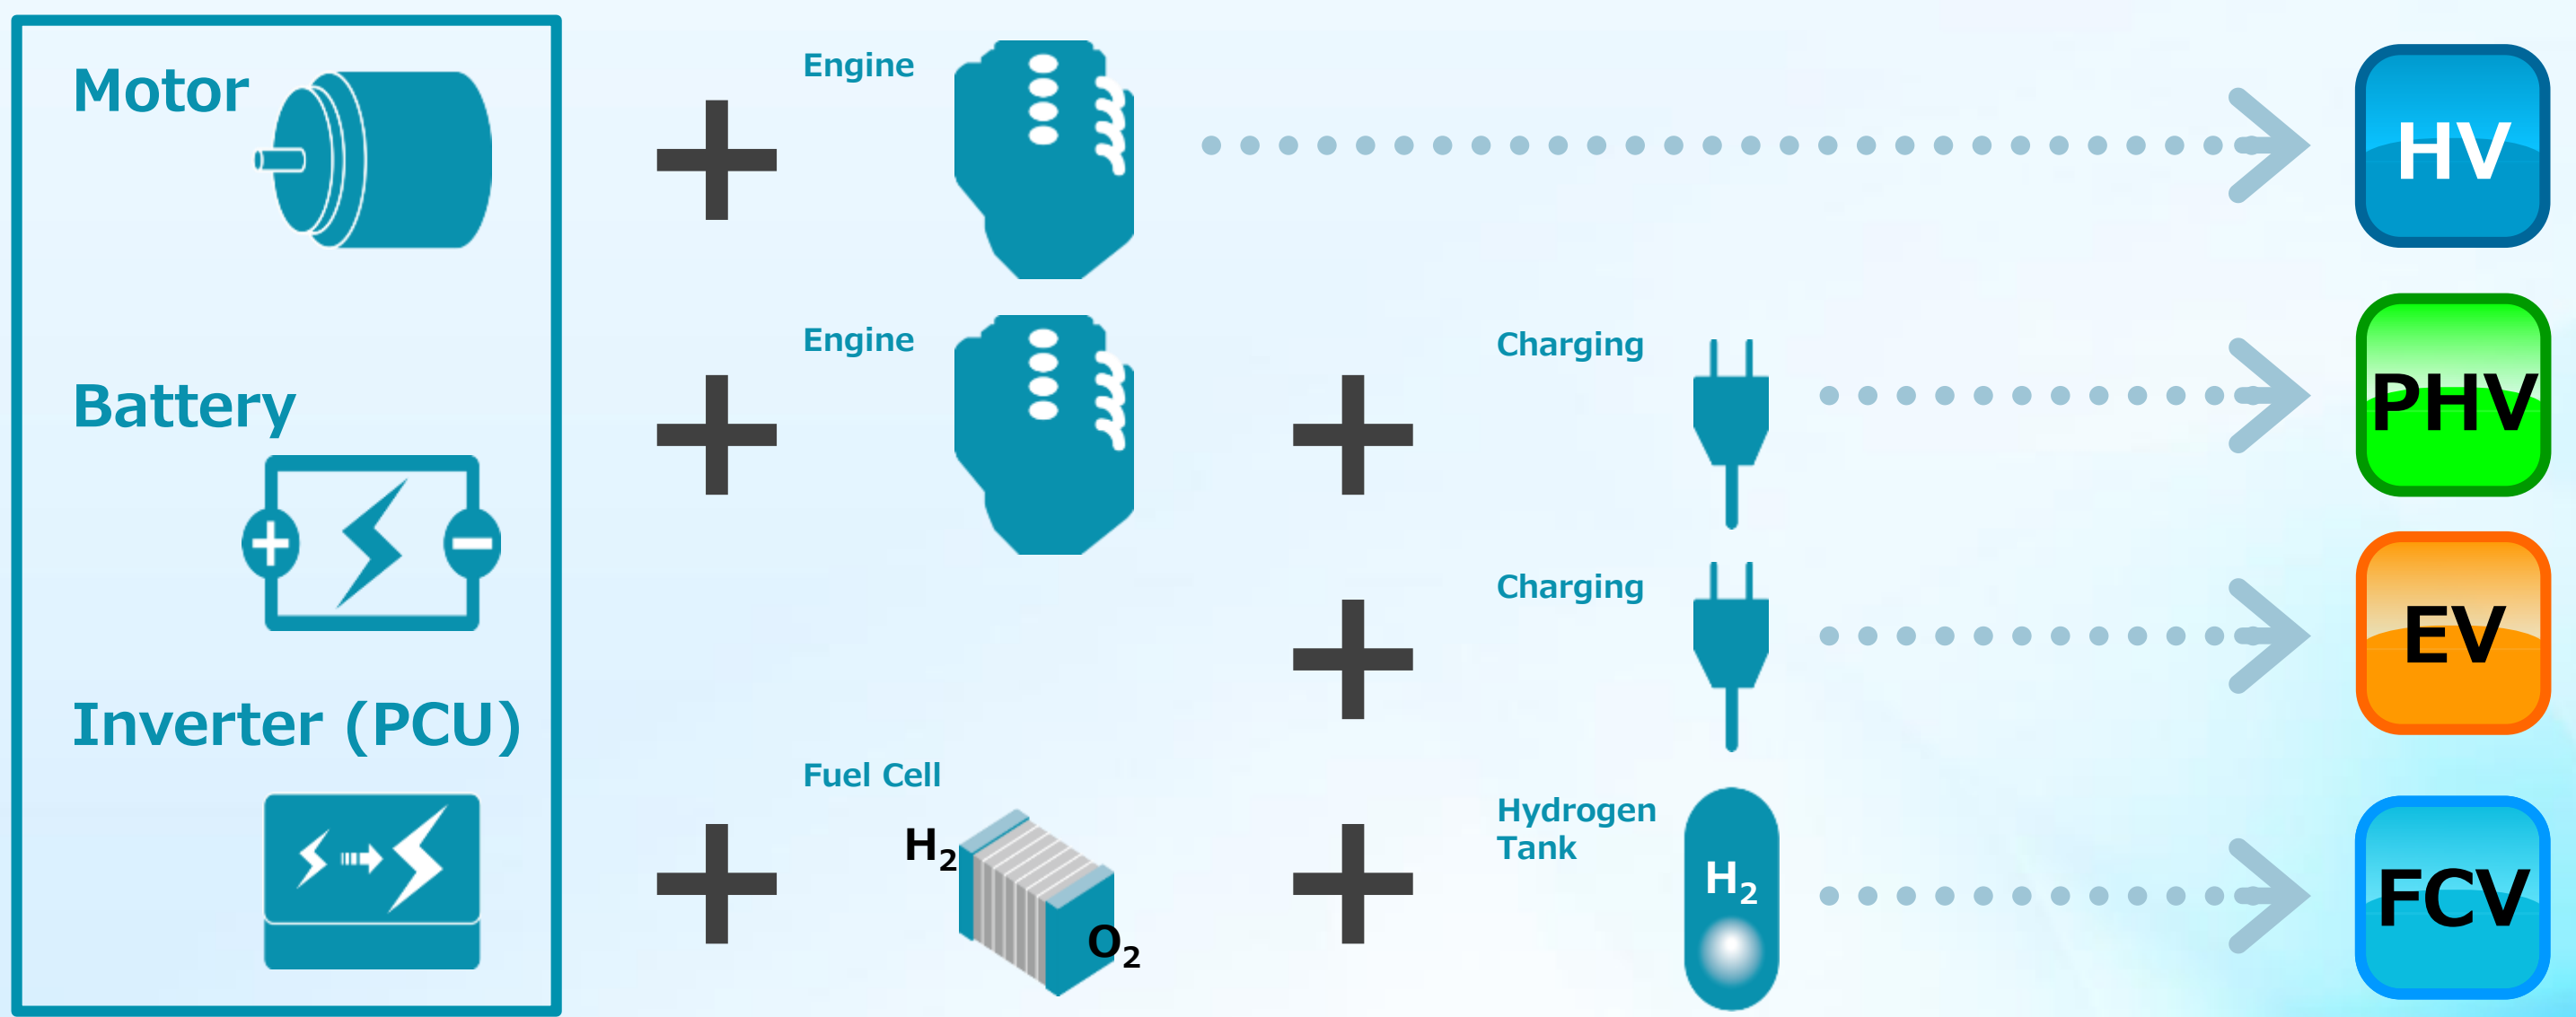 Motor
Battery
Inverter (PCU)
Engine
HV
Engine
Charging
PHV
Charging
EV
Fuel Cell
H₂
O₂
Hydrogen
Tank
H₂
FCV